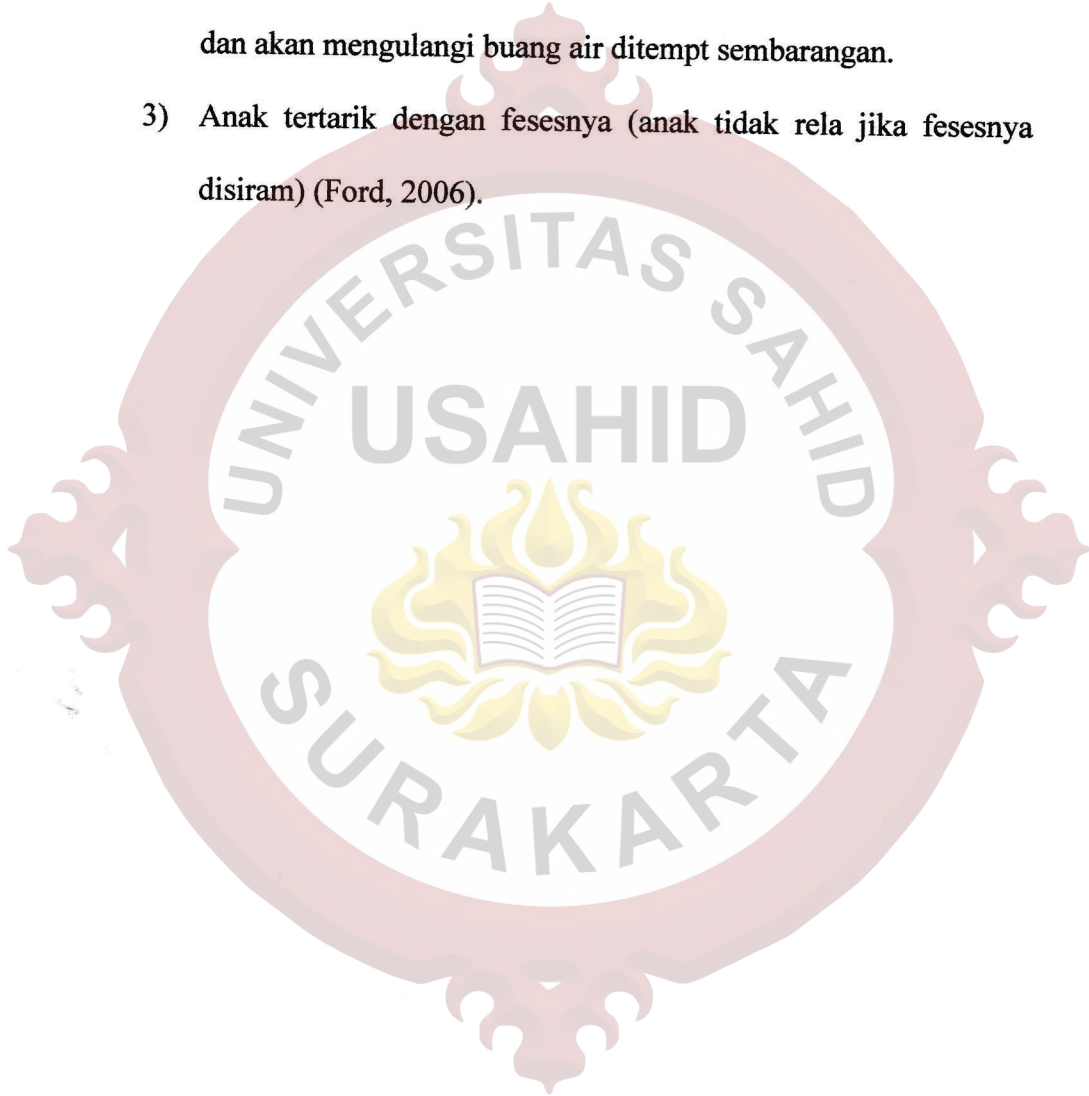 dan akan mengulangi buang air ditempt sembarangan.
3) Anak tertarik dengan fesesnya (anak tidak rela jika fesesnya
disiram) (Ford, 2006).
UNIVERSITAS SAHID
USAHID
SURAKARTA